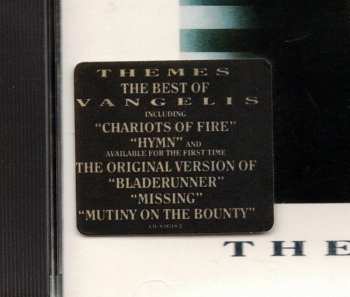 THEMES
THE BEST OF
VANGELIS
INCLUDING
"CHARIOTS OF FIRE"
"HYMN" AND
AVAILABLE FOR THE FIRST TIME
THE ORIGINAL VERSION OF
"BLADERUNNER"
"MISSING"
"MUTINY ON THE BOUNTY"
THE